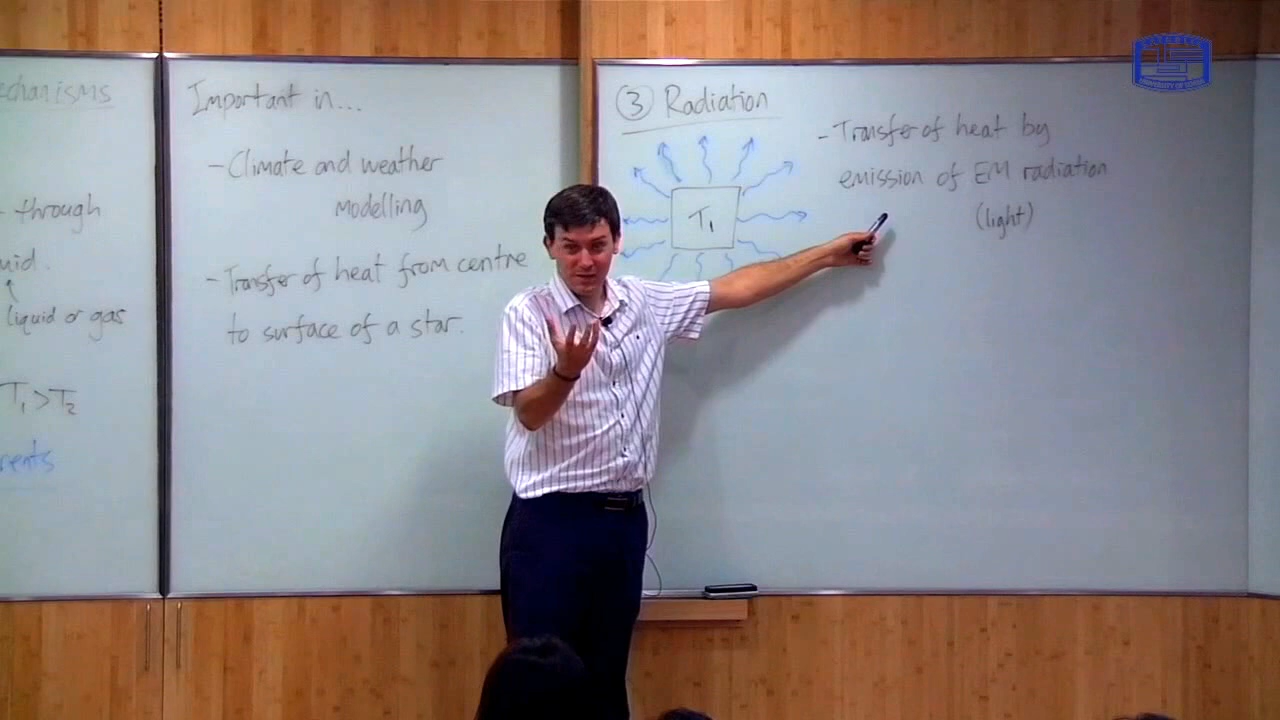 echanisms
through
uid.
liquid or gas
T₁ > T₂
rents
Important in...
- Climate and weather
modelling
- Transfer of heat from centre
to surface of a star.
③ Radiation
T₁
- Transfer of heat by
emission of EM radiation
(light)